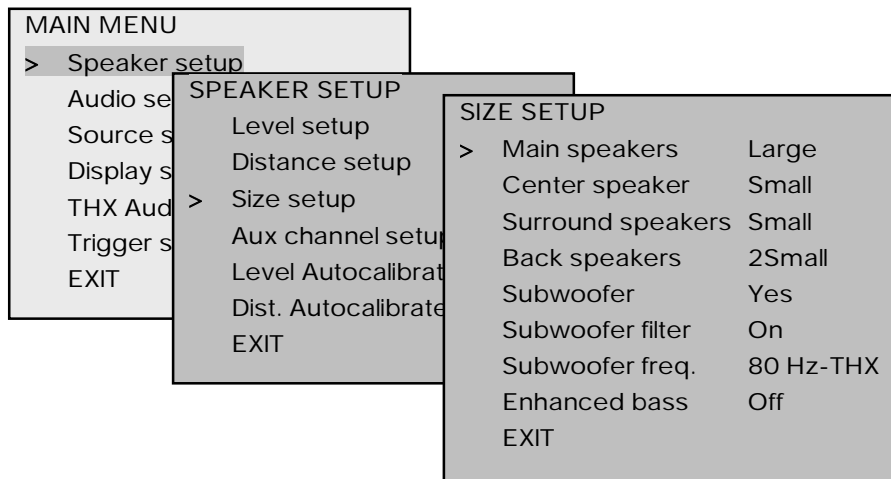 MAIN MENU
> Speaker setup
Audio se
Source s
Display s
THX Aud
Trigger s
EXIT
SPEAKER SETUP
Level setup
Distance setup
> Size setup
Aux channel setup
Level Autocalibrat
Dist. Autocalibrate
EXIT
SIZE SETUP
> Main speakers Large
Center speaker Small
Surround speakers Small
Back speakers 2Small
Subwoofer Yes
Subwoofer filter On
Subwoofer freq. 80 Hz-THX
Enhanced bass Off
EXIT